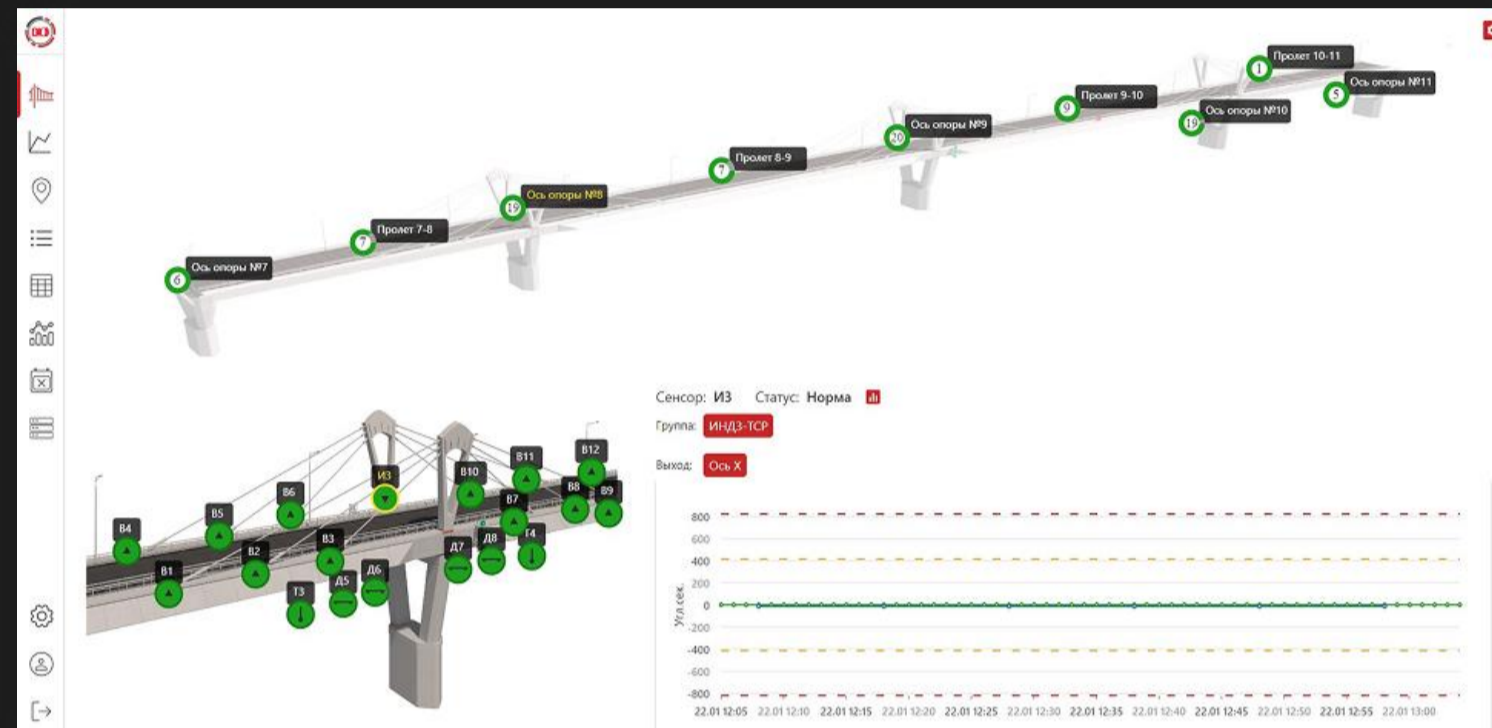 1
Пролет 10-11
5
Ось опоры №11
9
Пролет 9-10
19
Ось опоры №10
20
Ось опоры №9
7
Пролет 8-9
19
Ось опоры №8
7
Пролет 7-8
6
Ось опоры №7
Сенсор: И3 Статус: Норма
Группа: ИНД3-ТСР
Выход: Ось X
В4
В5
В6
И3
В10
В11
В12
В1
В2
В3
В7
В8
В9
Т3
Д5
Д6
Д7
Д8
Т4
Угл.сек.
800
600
400
200
0
-200
-400
-600
-800
22.01 12:05 22.01 12:10 22.01 12:15 22.01 12:20 22.01 12:25 22.01 12:30 22.01 12:35 22.01 12:40 22.01 12:45 22.01 12:50 22.01 12:55 22.01 13:00